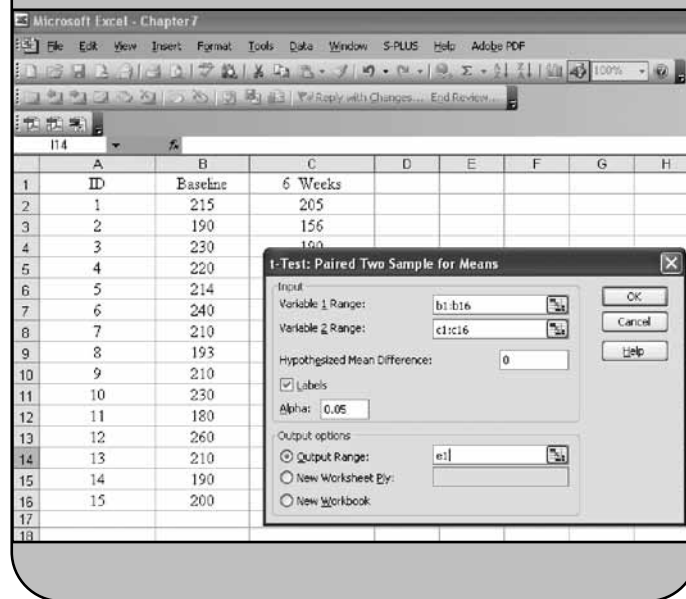 Microsoft Excel - Chapter7
File Edit View Insert Format Tools Data Window S-PLUS Help Adobe PDF
100%
Reply with Changes... End Review...
I14 fx
A B C D E F G H
1 ID Baseline 6 Weeks
2 1 215 205
3 2 190 156
4 3 230 190
5 4 220
6 5 214
7 6 240
8 7 210
9 8 193
10 9 210
11 10 230
12 11 180
13 12 260
14 13 210
15 14 190
16 15 200
17
18
t-Test: Paired Two Sample for Means
Input
Variable 1 Range: b1:b16
Variable 2 Range: c1:c16
Hypothesized Mean Difference: 0
Labels
Alpha: 0.05
Output options
Output Range: e1
New Worksheet Ply:
New Workbook
OK
Cancel
Help